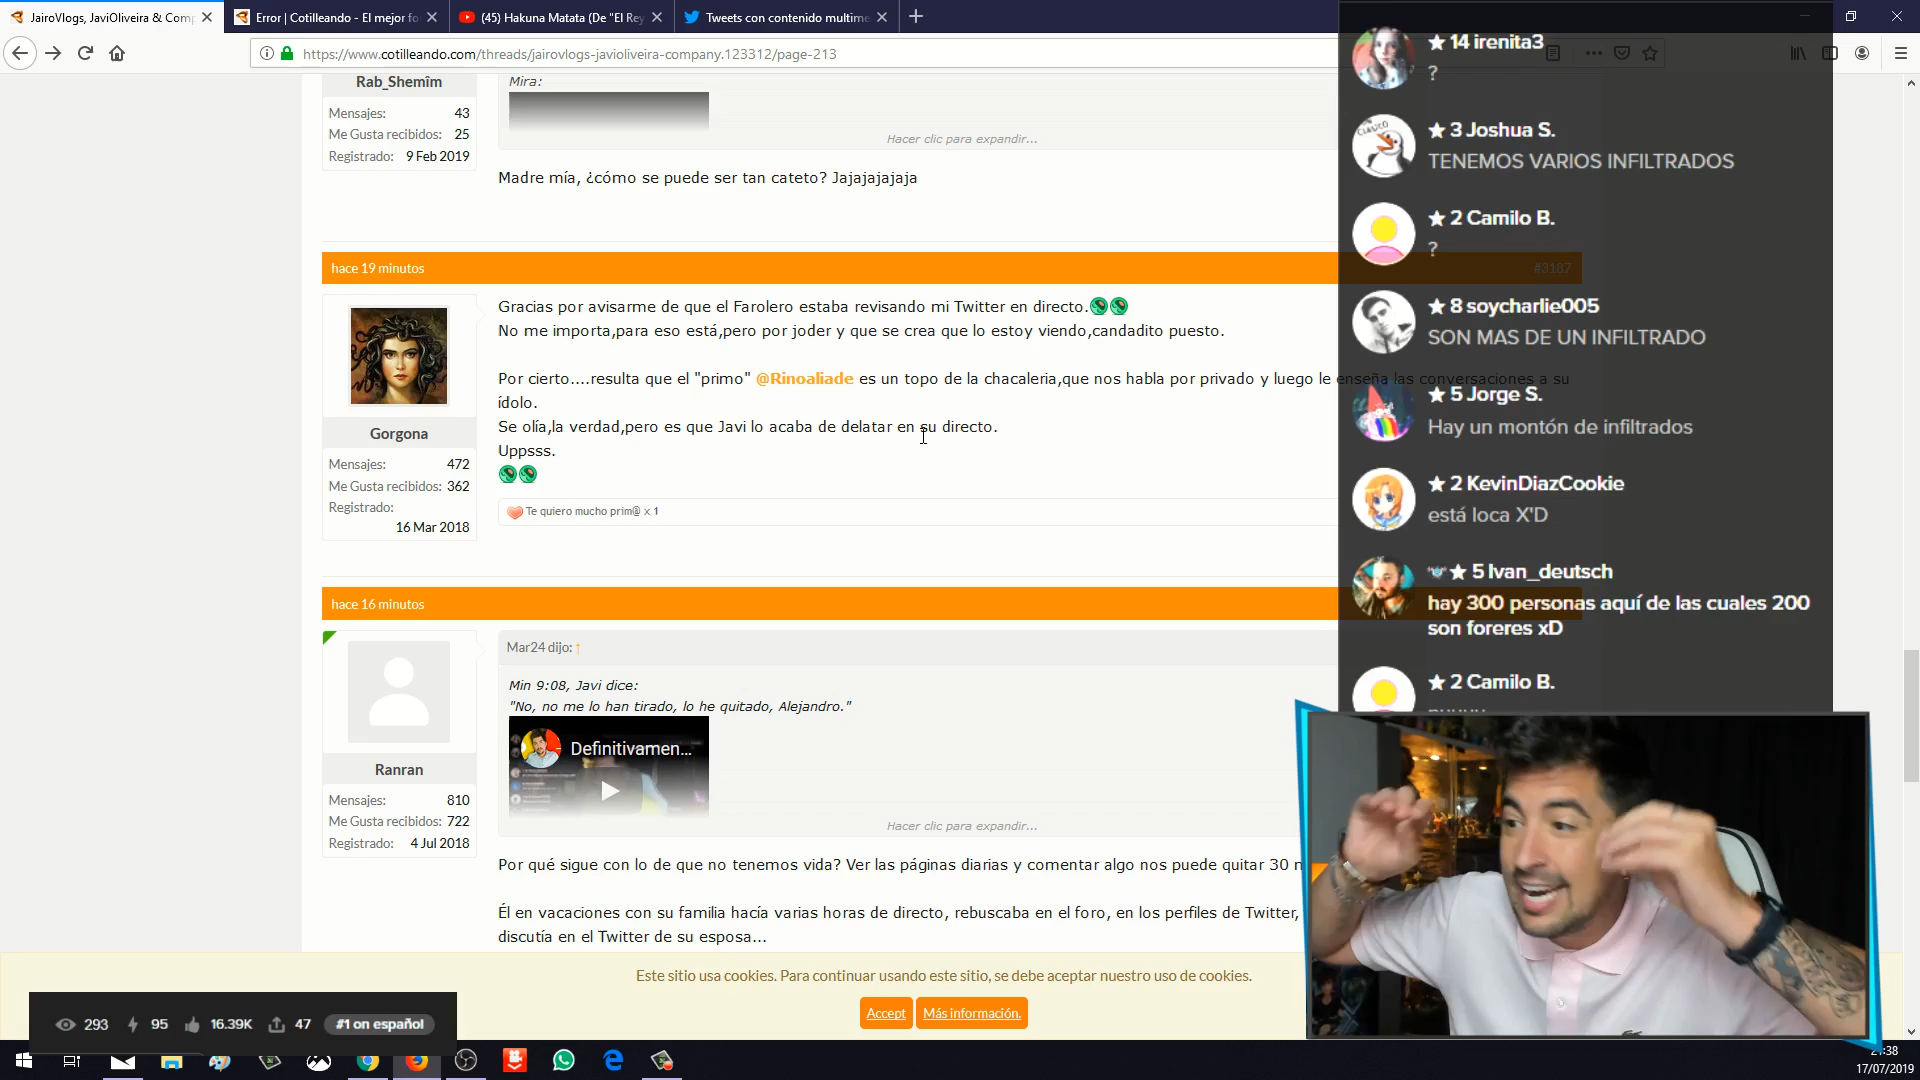 JairoVlogs, JaviOliveira & Comp
Error | Cotilleando - El mejor fo
(45) Hakuna Matata (De "El Rey
Tweets con contenido multime
https://www.cotilleando.com/threads/jairovlogs-javioliveira-company.123312/page-213
Rab_Shemîm
Mensajes: 43
Me Gusta recibidos: 25
Registrado: 9 Feb 2019
Mira:
Hacer clic para expandir...
Madre mía, ¿cómo se puede ser tan cateto? Jajajajajaja
hace 19 minutos
#3187
Gorgona
Mensajes: 472
Me Gusta recibidos: 362
Registrado:
16 Mar 2018
Gracias por avisarme de que el Farolero estaba revisando mi Twitter en directo.
No me importa,para eso está,pero por joder y que se crea que lo estoy viendo,candadito puesto.
Por cierto....resulta que el "primo" @Rinoaliade es un topo de la chacaleria,que nos habla por privado y luego le enseña las conversaciones a su
ídolo.
Se olía,la verdad,pero es que Javi lo acaba de delatar en su directo.
Uppsss.
Te quiero mucho prim@ x 1
hace 16 minutos
Ranran
Mensajes: 810
Me Gusta recibidos: 722
Registrado: 4 Jul 2018
Mar24 dijo: ↑
Min 9:08, Javi dice:
"No, no me lo han tirado, lo he quitado, Alejandro."
Definitivamen...
Hacer clic para expandir...
Por qué sigue con lo de que no tenemos vida? Ver las páginas diarias y comentar algo nos puede quitar 30
Él en vacaciones con su familia hacía varias horas de directo, rebuscaba en el foro, en los perfiles de Twitter,
discutía en el Twitter de su esposa...
Este sitio usa cookies. Para continuar usando este sitio, se debe aceptar nuestro uso de cookies.
Accept
Más información.
293 95 16.39K 47 #1 on español
★ 14 irenita3
?
★ 3 Joshua S.
TENEMOS VARIOS INFILTRADOS
★ 2 Camilo B.
?
★ 8 soycharlie005
SON MAS DE UN INFILTRADO
★ 5 Jorge S.
Hay un montón de infiltrados
★ 2 KevinDiazCookie
está loca X'D
★ 5 Ivan_deutsch
hay 300 personas aquí de las cuales 200
son foreres xD
★ 2 Camilo B.
21:38
17/07/2019